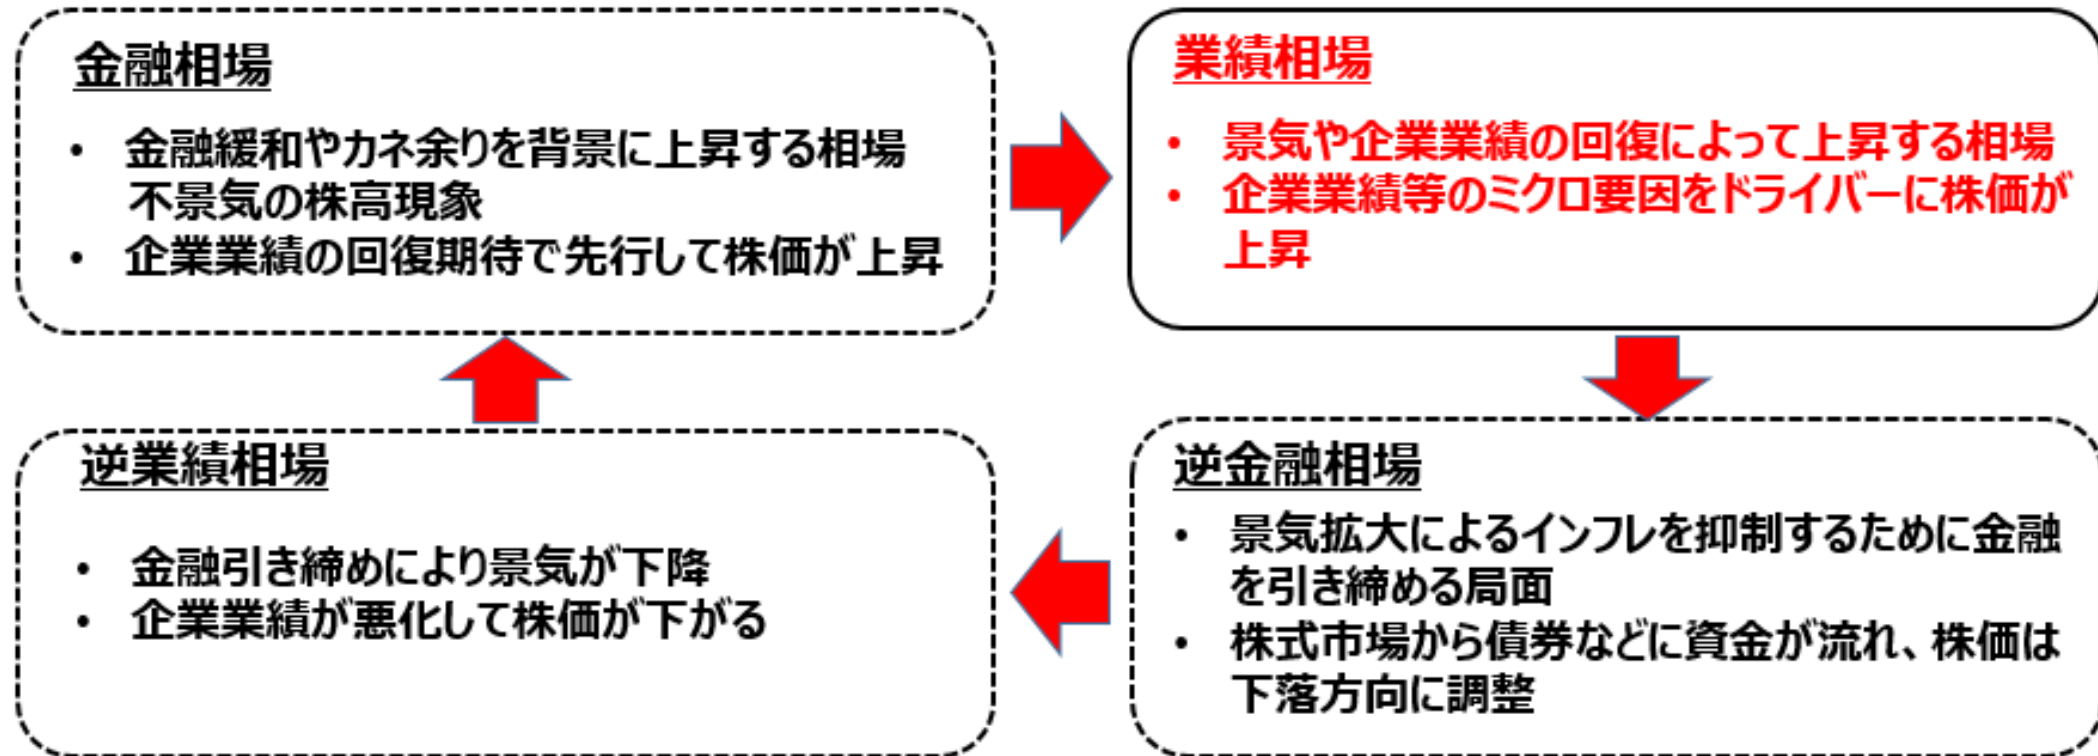 金融相場
• 金融緩和やカネ余りを背景に上昇する相場
不景気の株高現象
• 企業業績の回復期待で先行して株価が上昇
業績相場
• 景気や企業業績の回復によって上昇する相場
• 企業業績等のミクロ要因をドライバーに株価が
上昇
逆業績相場
• 金融引き締めにより景気が下降
• 企業業績が悪化して株価が下がる
逆金融相場
• 景気拡大によるインフレを抑制するために金融
を引き締める局面
• 株式市場から債券などに資金が流れ、株価は
下落方向に調整